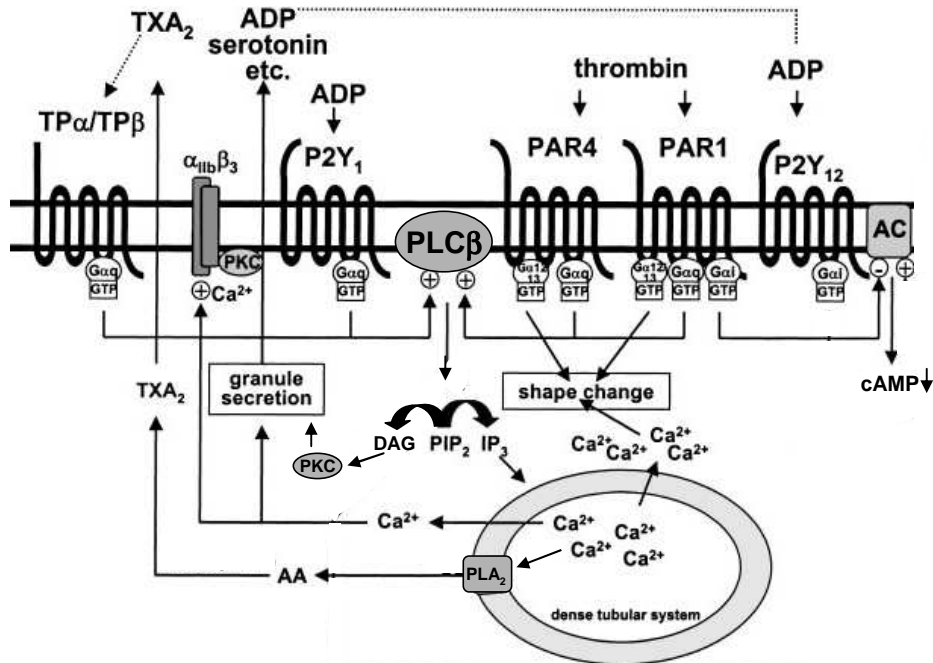 TXA₂
ADP
serotonin
etc.
ADP
thrombin
ADP
TPα/TPβ
αIIbβ₃
P2Y₁
PAR4
PAR1
P2Y₁₂
PLCβ
AC
PKC
Gαq
GTP
Gαq
GTP
Gα12
13
GTP
Gαq
GTP
Gα12
13
GTP
Gαq
GTP
Gαi
GTP
Gαi
GTP
+
Ca²⁺
+
+
-
+
TXA₂
granule
secretion
shape change
cAMP
DAG
PIP₂
IP₃
PKC
Ca²⁺
Ca²⁺
Ca²⁺
Ca²⁺
Ca²⁺
Ca²⁺
Ca²⁺
Ca²⁺
Ca²⁺
AA
PLA₂
dense tubular system